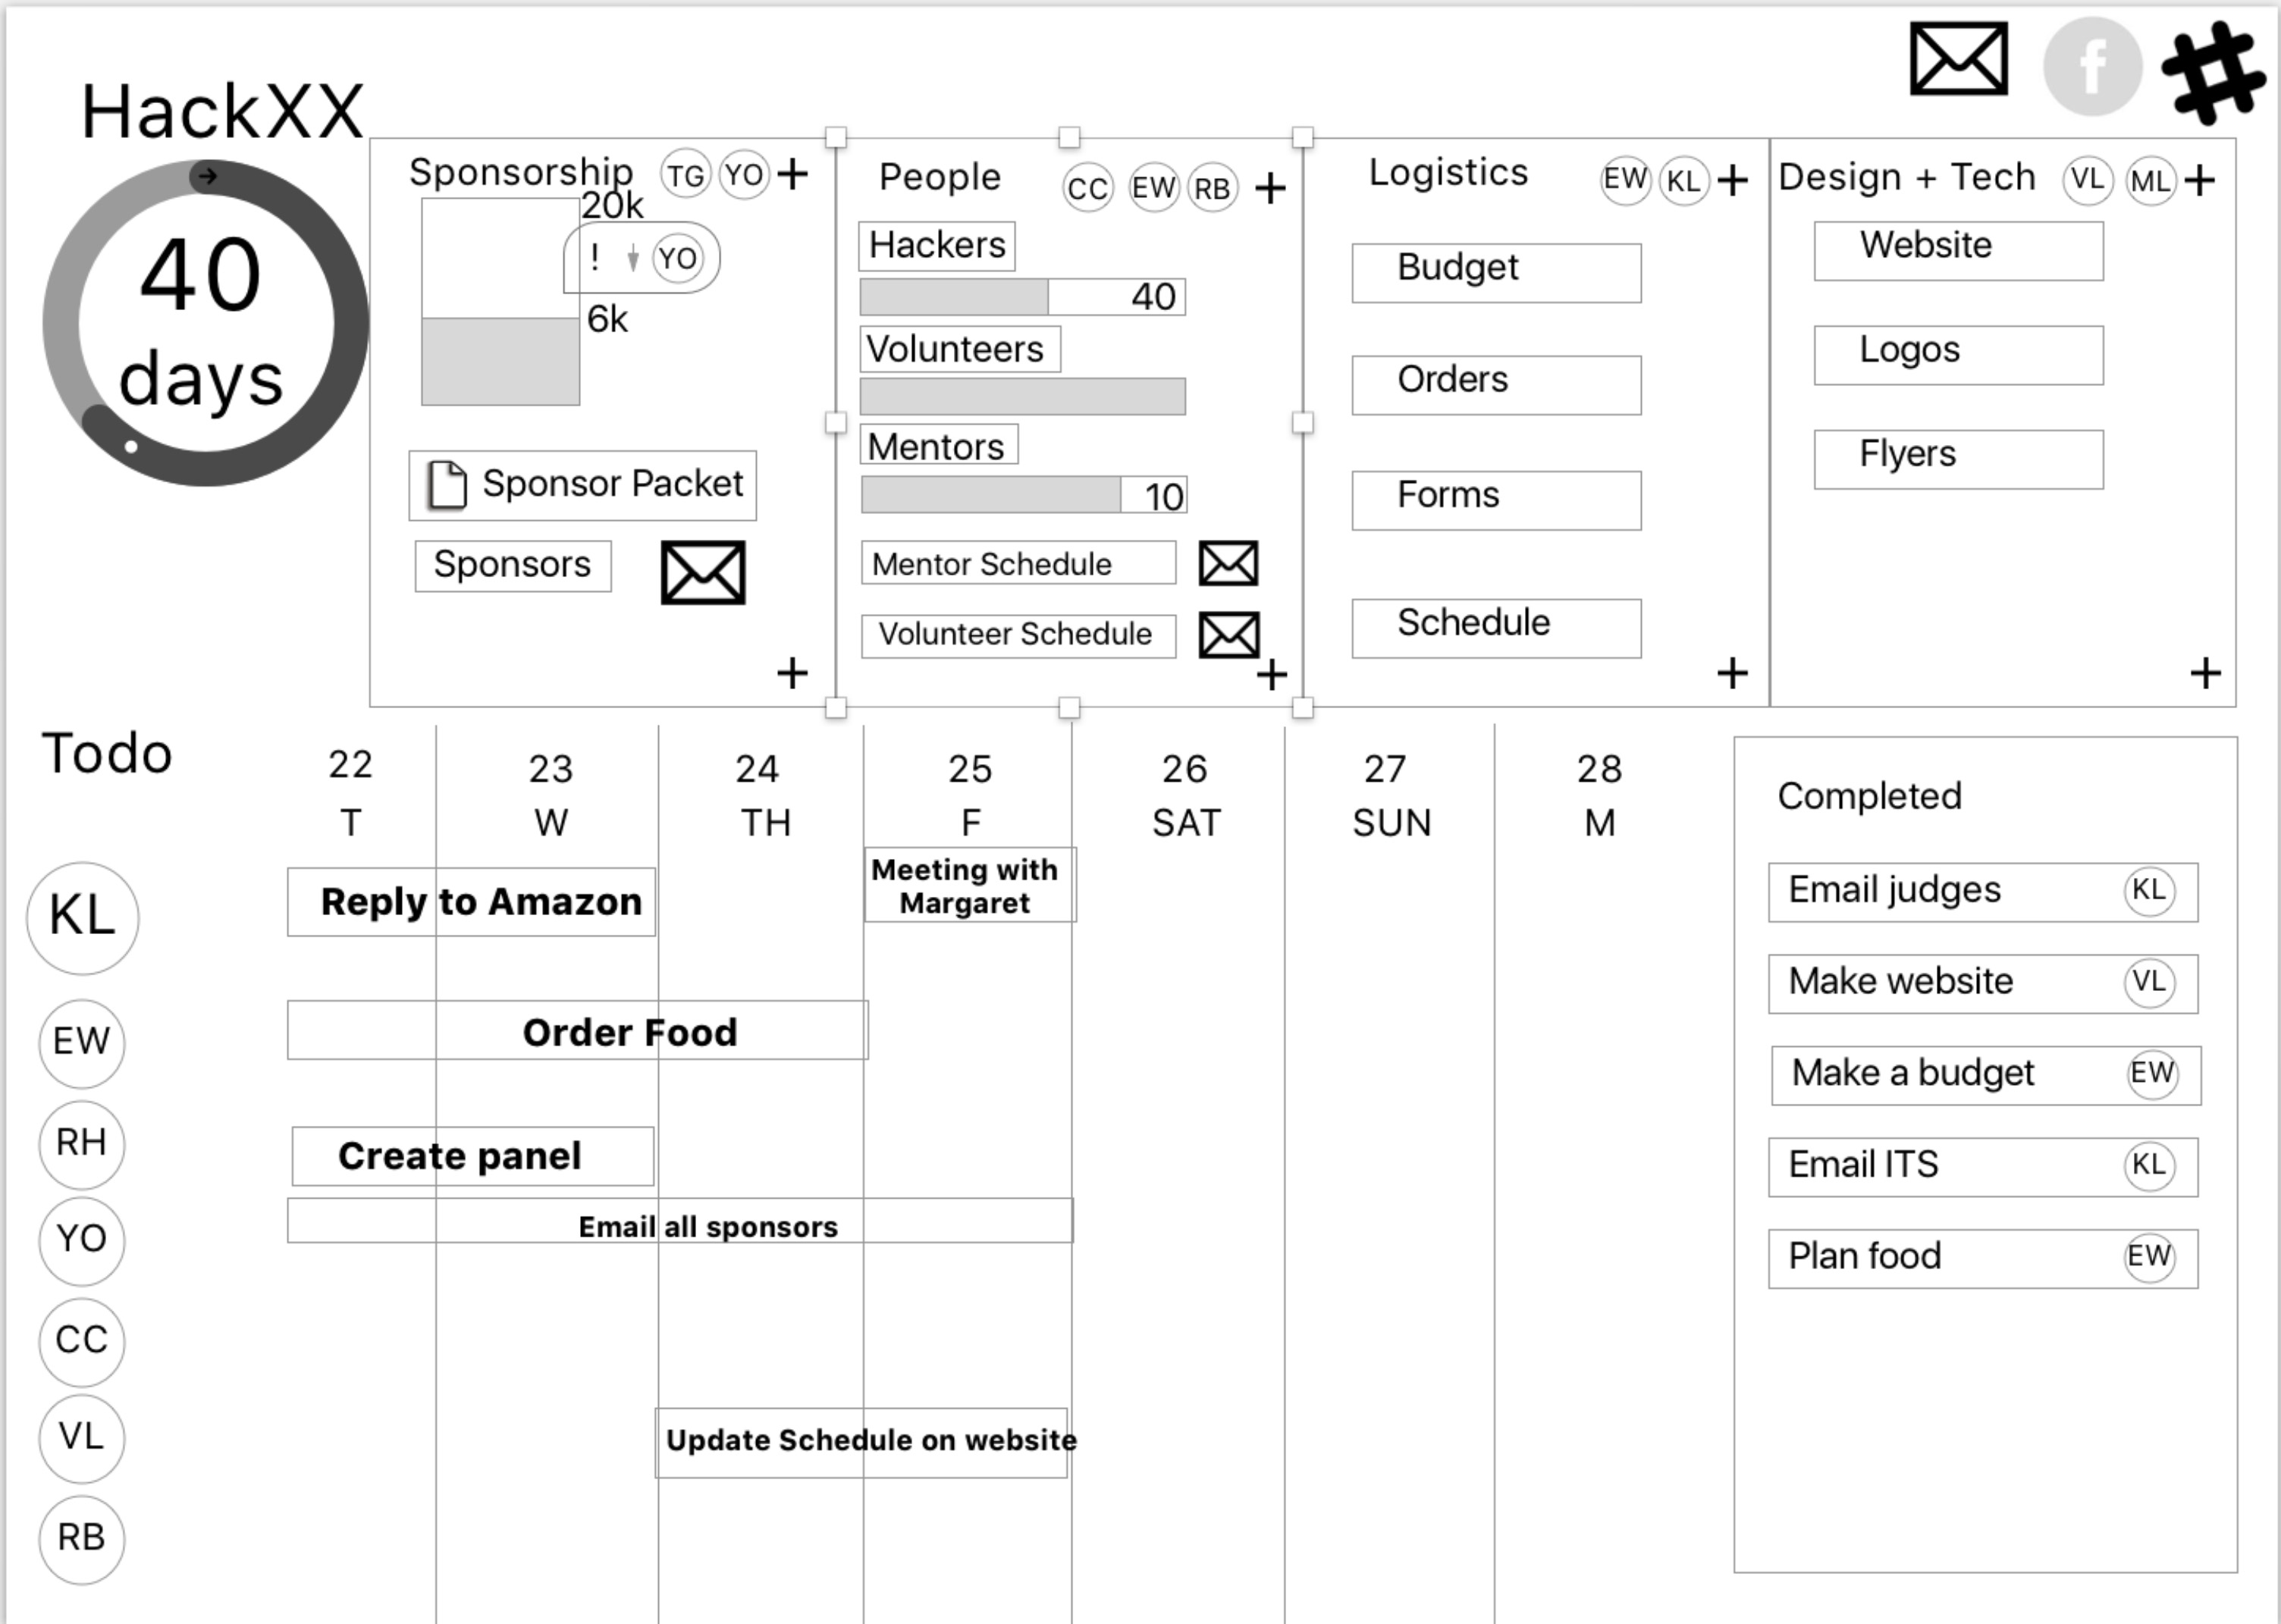 HackXX
40
days
f
Sponsorship TG YO +
20k
! YO
6k
Sponsor Packet
Sponsors
+
People CC EW RB +
Hackers
40
Volunteers
Mentors
10
Mentor Schedule
Volunteer Schedule
+
Logistics EW KL +
Budget
Orders
Forms
Schedule
+
Design + Tech VL ML +
Website
Logos
Flyers
+
Todo
22 23 24 25 26 27 28
T W TH F SAT SUN M
KL Reply to Amazon Meeting with
Margaret
EW Order Food
RH Create panel
YO Email all sponsors
CC
VL Update Schedule on website
RB
Completed
Email judges KL
Make website VL
Make a budget EW
Email ITS KL
Plan food EW